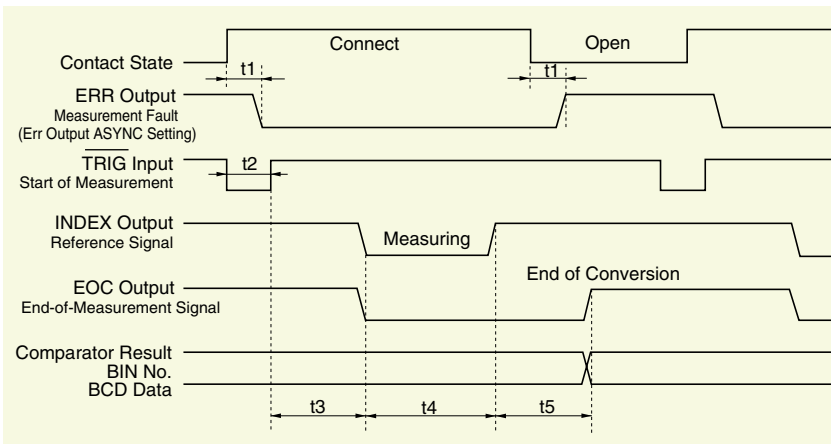 Connect
Open
Contact State
t1
t1
ERR Output
Measurement Fault
(Err Output ASYNC Setting)
TRIG Input
t2
Start of Measurement
INDEX Output
Reference Signal
Measuring
End of Conversion
EOC Output
End-of-Measurement Signal
Comparator Result
BIN No.
BCD Data
t3
t4
t5